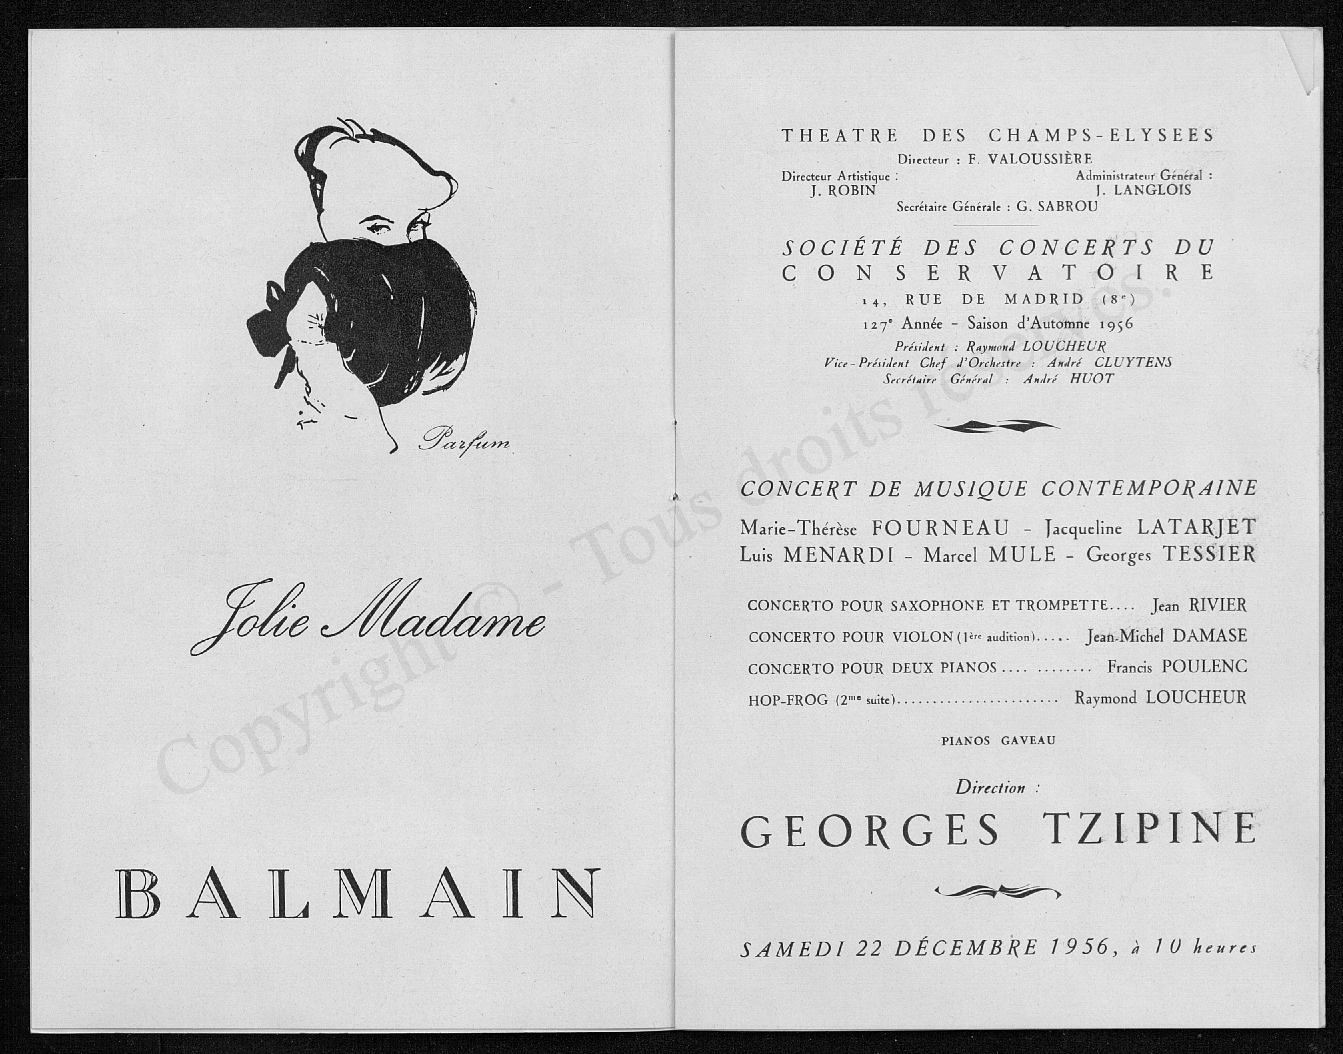 Parfum
Jolie Madame
BALMAIN
THEATRE DES CHAMPS-ELYSEES
Directeur : F. VALOUSSIÈRE
Directeur Artistique : Administrateur Général :
J. ROBIN J. LANGLOIS
Secrétaire Générale : G. SABROU
SOCIÉTÉ DES CONCERTS DU
CONSERVATOIRE
14, RUE DE MADRID (8e)
127e Année - Saison d'Automne 1956
Président : Raymond LOUCHEUR
Vice-Président Chef d'Orchestre : André CLUYTENS
Secrétaire Général : André HUOT
CONCERT DE MUSIQUE CONTEMPORAINE
Marie-Thérèse FOURNEAU - Jacqueline LATARJET
Luis MENARDI - Marcel MULE - Georges TESSIER
CONCERTO POUR SAXOPHONE ET TROMPETTE.... Jean RIVIER
CONCERTO POUR VIOLON (1ère audition)..... Jean-Michel DAMASE
CONCERTO POUR DEUX PIANOS .... ........ Francis POULENC
HOP-FROG (2me suite)....................... Raymond LOUCHEUR
PIANOS GAVEAU
Direction :
GEORGES TZIPINE
SAMEDI 22 DÉCEMBRE 1956, à 10 heures
Copyright © - Tous droits réservés.